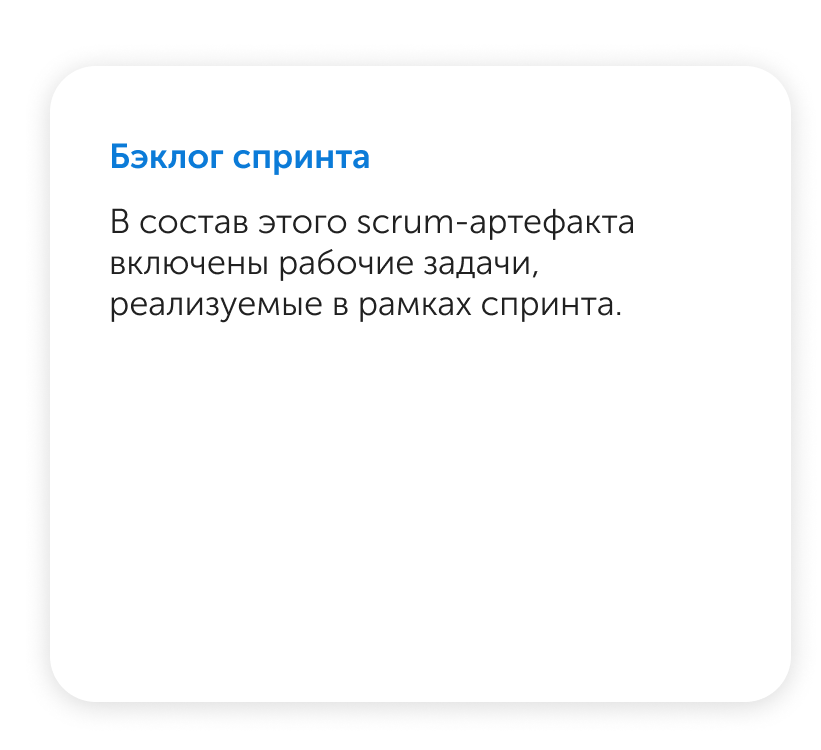 Бэклог спринта
В состав этого scrum-артефакта
включены рабочие задачи,
реализуемые в рамках спринта.